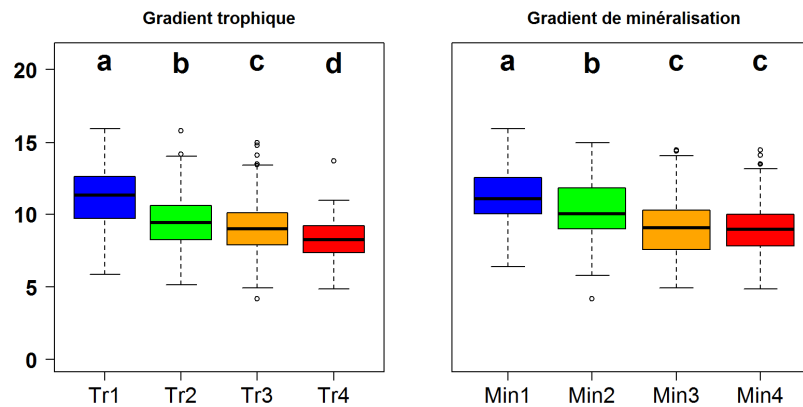 Gradient trophique
Gradient de minéralisation
20
15
10
5
0
a b c d
a b c c
Tr1 Tr2 Tr3 Tr4
Min1 Min2 Min3 Min4